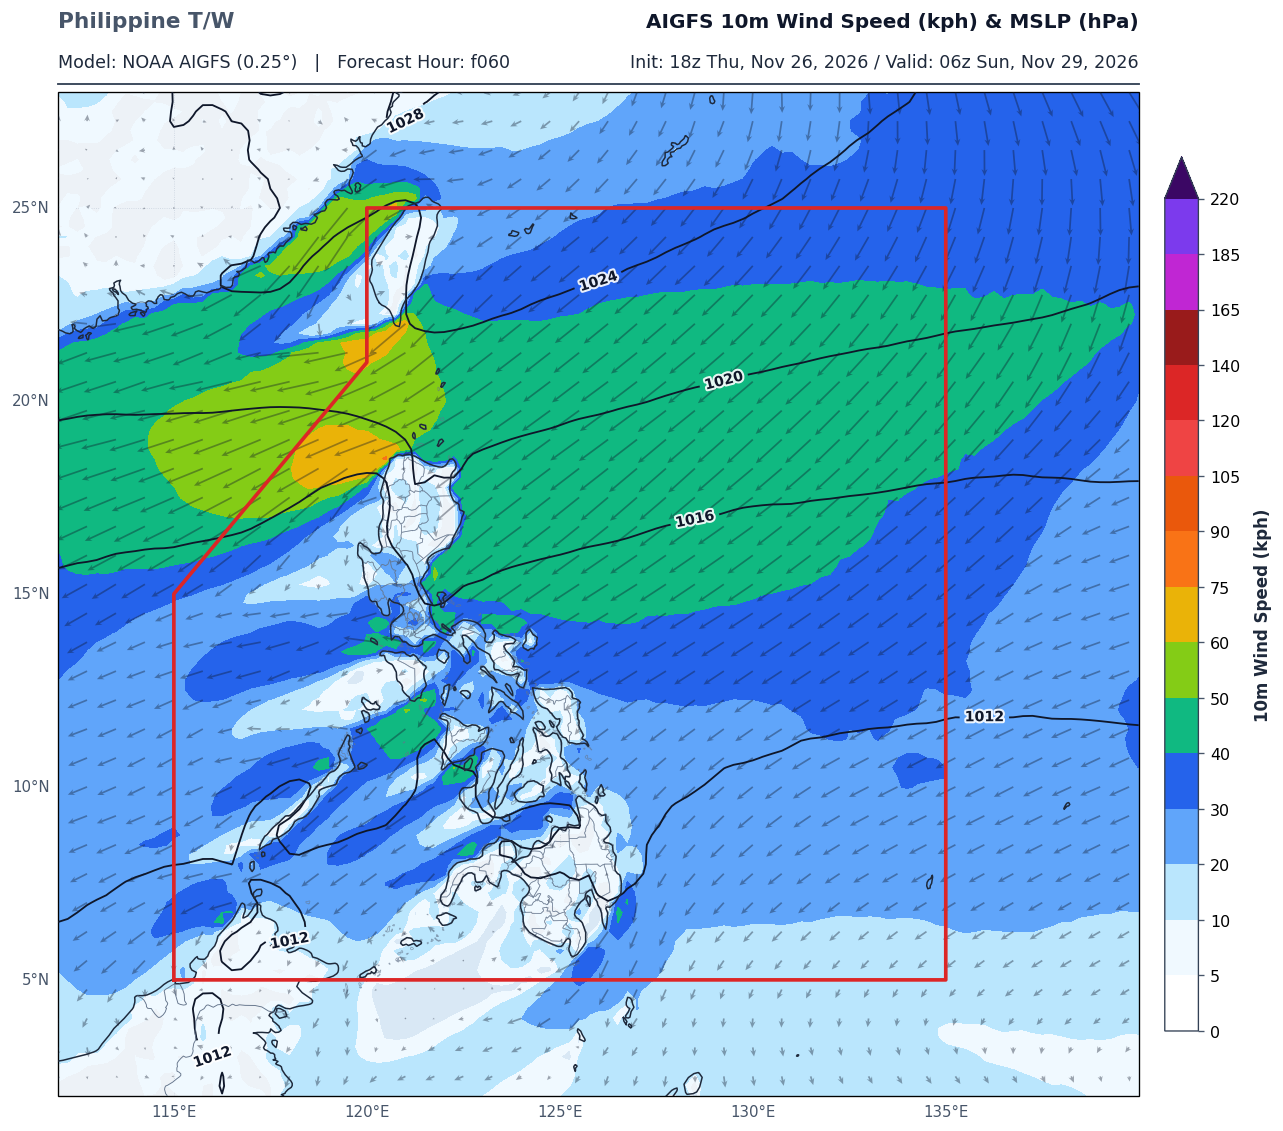 Philippine T/W
AIGFS 10m Wind Speed (kph) & MSLP (hPa)
Model: NOAA AIGFS (0.25°) | Forecast Hour: f060
Init: 18z Thu, Nov 26, 2026 / Valid: 06z Sun, Nov 29, 2026
1028
25°N
1024
1020
20°N
1016
15°N
1012
10°N
1012
5°N
1012
115°E
120°E
125°E
130°E
135°E
220
185
165
140
120
105
90
75
60
50
40
30
20
10
5
0
10m Wind Speed (kph)